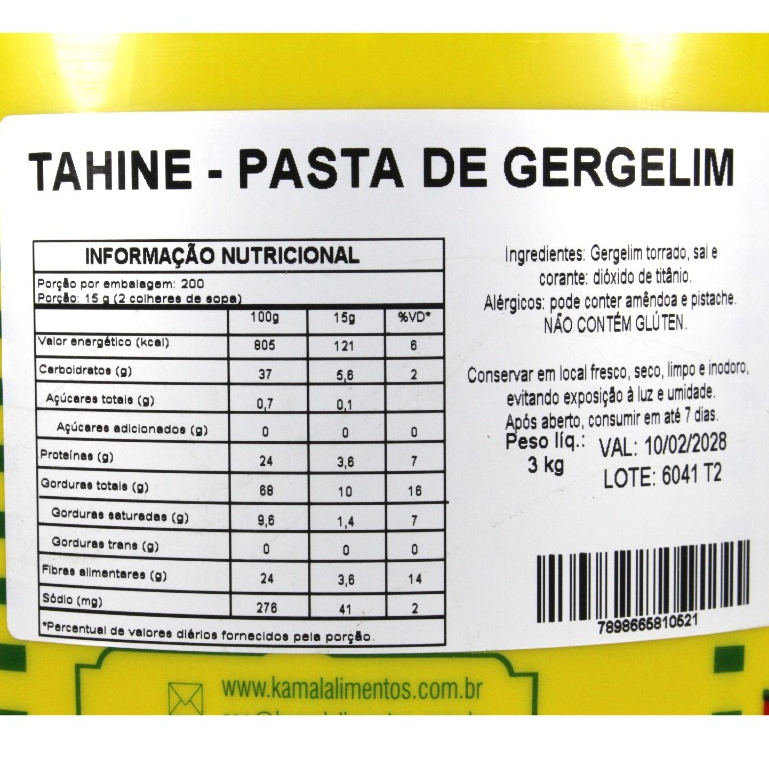 TAHINE - PASTA DE GERGELIM
INFORMAÇÃO NUTRICIONAL
Porção por embalagem: 200
Porção: 15 g (2 colheres de sopa)
100g 15g %VD*
Valor energético (kcal) 805 121 6
Carboidratos (g) 37 5,6 2
Açúcares totais (g) 0,7 0,1
Açúcares adicionados (g) 0 0 0
Proteínas (g) 24 3,6 7
Gorduras totais (g) 68 10 16
Gorduras saturadas (g) 9,6 1,4 7
Gorduras trans (g) 0 0 0
Fibras alimentares (g) 24 3,6 14
Sódio (mg) 276 41 2
*Percentual de valores diários fornecidos pela porção.
Ingredientes: Gergelim torrado, sal e
corante: dióxido de titânio.
Alérgicos: pode conter amêndoa e pistache.
NÃO CONTÉM GLÚTEN.
Conservar em local fresco, seco, limpo e inodoro,
evitando exposição à luz e umidade.
Após aberto, consumir em até 7 dias.
Peso líq.:
3 kg
VAL: 10/02/2028
LOTE: 6041 T2
7898665810521
www.kamalalimentos.com.br